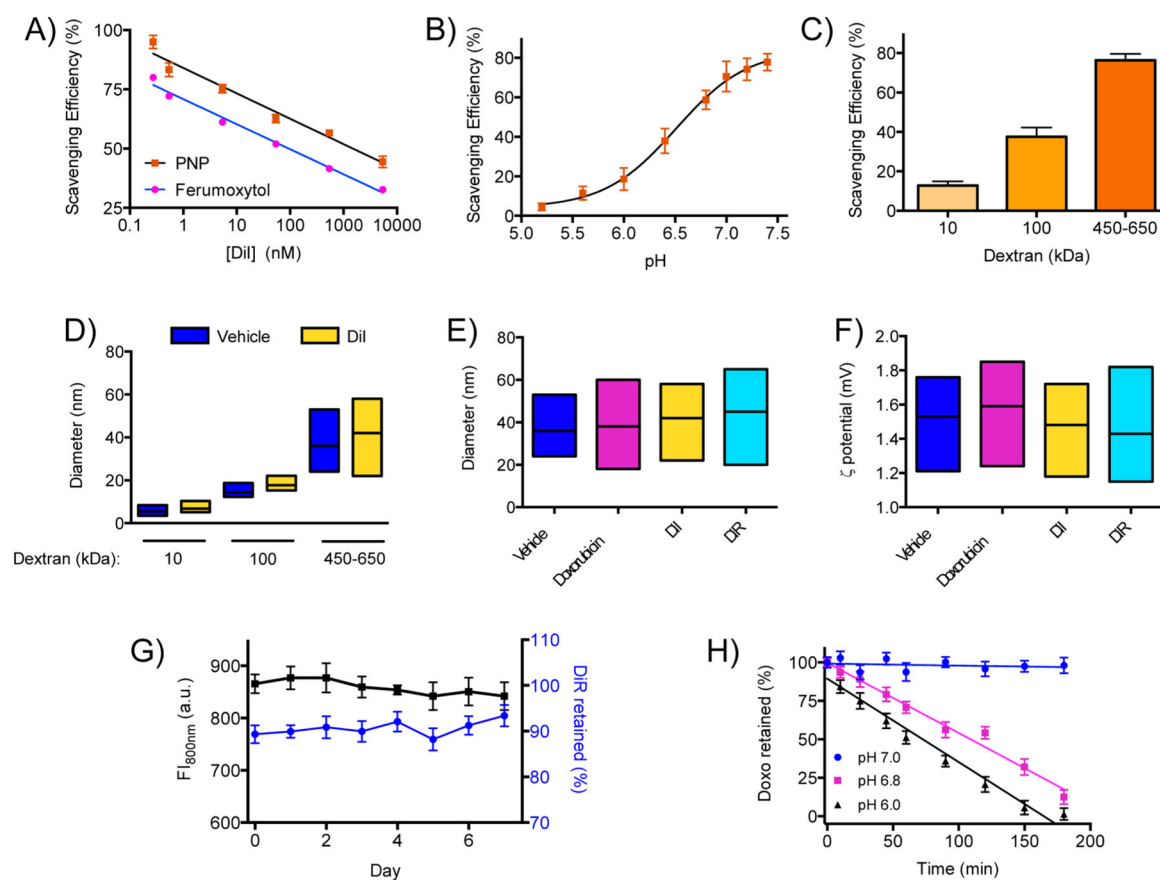 A)
Scavenging Efficiency (%)
100
75
50
25
PNP
Ferumoxytol
0.1 1 10 100 1000 10000
[DiI] (nM)
B)
Scavenging Efficiency (%)
80
60
40
20
0
5.0 5.5 6.0 6.5 7.0 7.5
pH
C)
Scavenging Efficiency (%)
80
60
40
20
0
10 100 450-650
Dextran (kDa)
D)
Vehicle DiI
Diameter (nm)
80
60
40
20
0
Dextran (kDa): 10 100 450-650
E)
Diameter (nm)
80
60
40
20
0
Vehicle Doxorubicin DiI DiR
F)
ζ potential (mV)
2.0
1.8
1.6
1.4
1.2
1.0
Vehicle Doxorubicin DiI DiR
G)
FI800nm (a.u.)
900
800
700
600
110
100
90
80
70
DiR retained (%)
0 2 4 6
Day
H)
Doxo retained (%)
100
75
50
25
0
pH 7.0
pH 6.8
pH 6.0
0 50 100 150 200
Time (min)